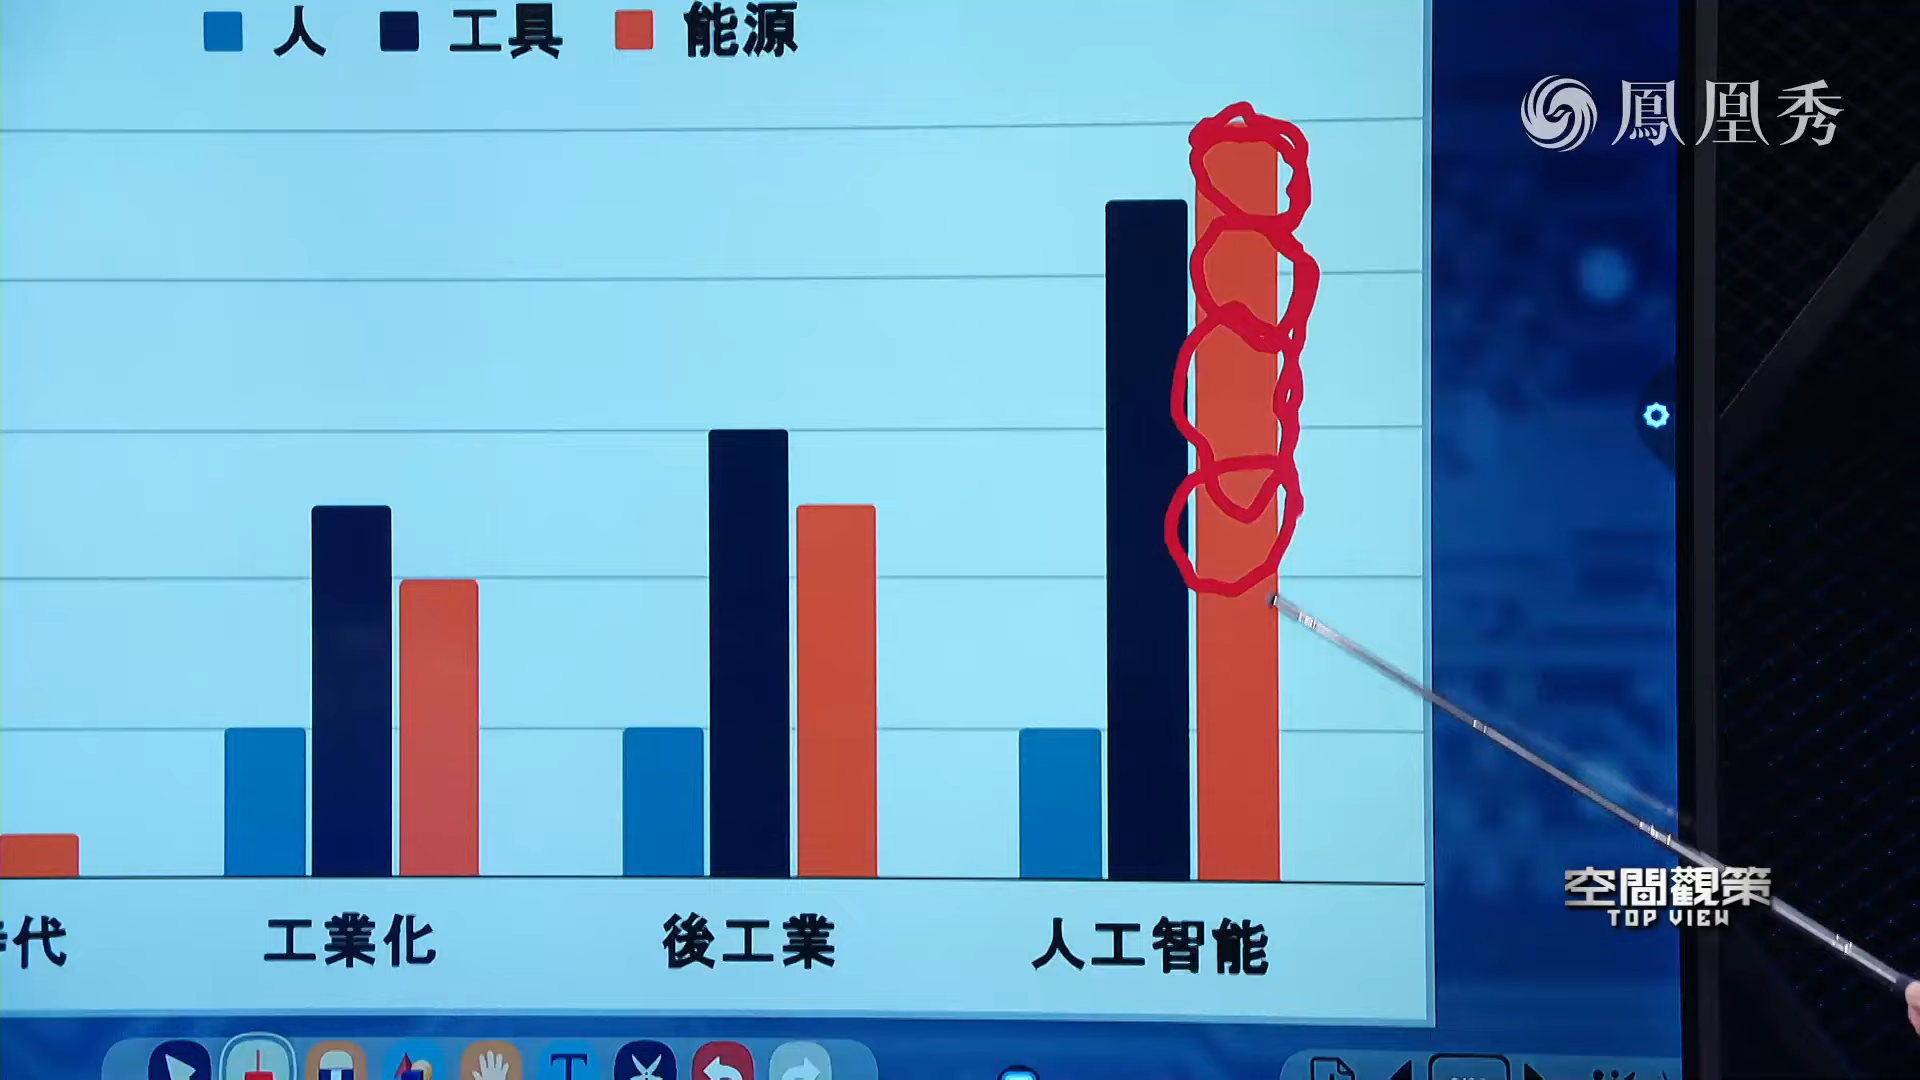 人 工具 能源
鳳凰秀
代 工業化 後工業 人工智能
空間觀策
TOP VIEW
T